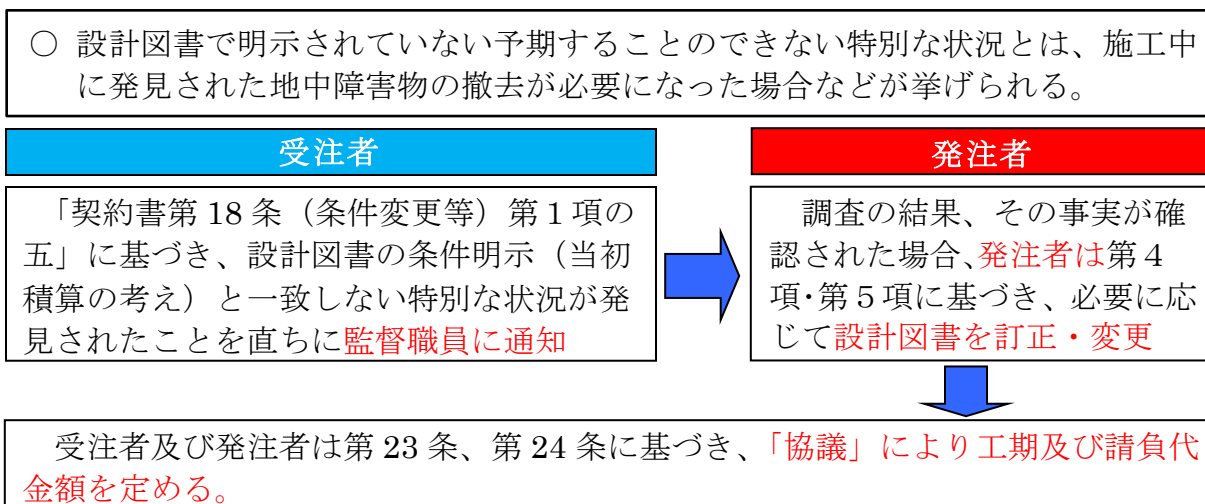 ○ 設計図書で明示されていない予期することのできない特別な状況とは、施工中
に発見された地中障害物の撤去が必要になった場合などが挙げられる。
受注者
「契約書第 18 条（条件変更等）第１項の
五」に基づき、設計図書の条件明示（当初
積算の考え）と一致しない特別な状況が発
見されたことを直ちに監督職員に通知
発注者
調査の結果、その事実が確
認された場合、発注者は第４
項・第５項に基づき、必要に応
じて設計図書を訂正・変更
受注者及び発注者は第 23 条、第 24 条に基づき、「協議」により工期及び請負代
金額を定める。